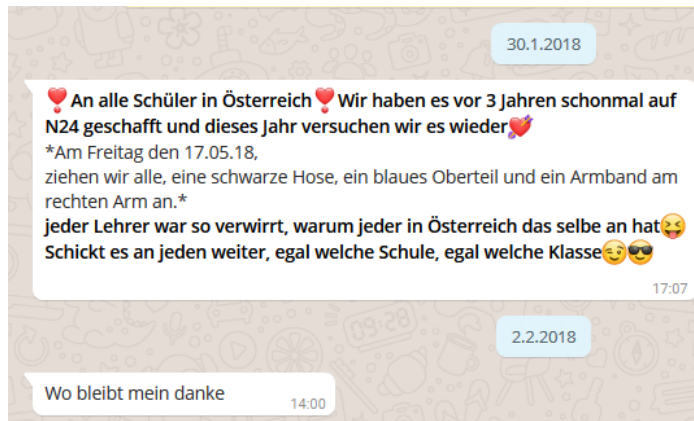 30.1.2018
❣️An alle Schüler in Österreich❣️Wir haben es vor 3 Jahren schonmal auf
N24 geschafft und dieses Jahr versuchen wir es wieder💘
*Am Freitag den 17.05.18,
ziehen wir alle, eine schwarze Hose, ein blaues Oberteil und ein Armband am
rechten Arm an.*
jeder Lehrer war so verwirrt, warum jeder in Österreich das selbe an hat😝
Schickt es an jeden weiter, egal welche Schule, egal welche Klasse😉😎
17:07
2.2.2018
Wo bleibt mein danke
14:00